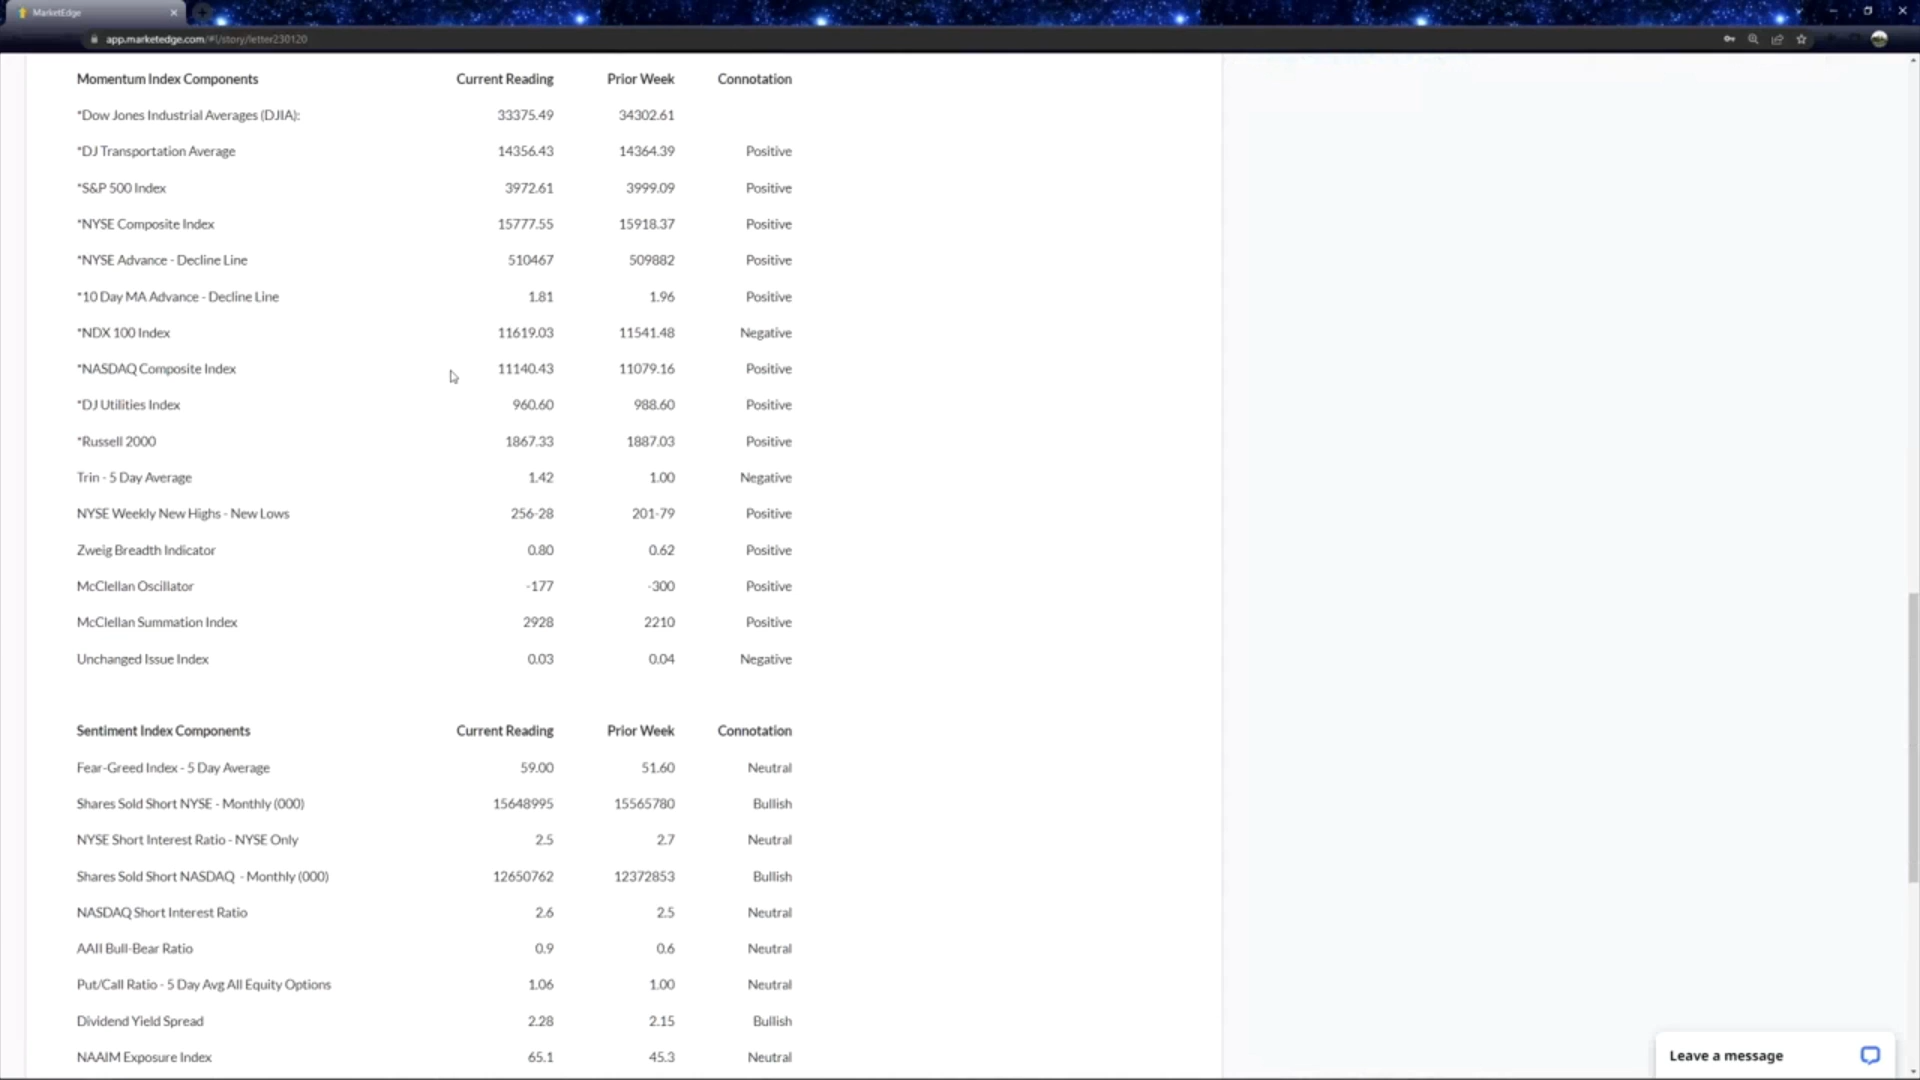 MarketEdge
app.marketedge.com/#!/story/letter230120
Momentum Index Components Current Reading Prior Week Connotation
*Dow Jones Industrial Averages (DJIA): 33375.49 34302.61
*DJ Transportation Average 14356.43 14364.39 Positive
*S&P 500 Index 3972.61 3999.09 Positive
*NYSE Composite Index 15777.55 15918.37 Positive
*NYSE Advance - Decline Line 510467 509882 Positive
*10 Day MA Advance - Decline Line 1.81 1.96 Positive
*NDX 100 Index 11619.03 11541.48 Negative
*NASDAQ Composite Index 11140.43 11079.16 Positive
*DJ Utilities Index 960.60 988.60 Positive
*Russell 2000 1867.33 1887.03 Positive
Trin - 5 Day Average 1.42 1.00 Negative
NYSE Weekly New Highs - New Lows 256-28 201-79 Positive
Zweig Breadth Indicator 0.80 0.62 Positive
McClellan Oscillator -177 -300 Positive
McClellan Summation Index 2928 2210 Positive
Unchanged Issue Index 0.03 0.04 Negative
Sentiment Index Components Current Reading Prior Week Connotation
Fear-Greed Index - 5 Day Average 59.00 51.60 Neutral
Shares Sold Short NYSE - Monthly (000) 15648995 15565780 Bullish
NYSE Short Interest Ratio - NYSE Only 2.5 2.7 Neutral
Shares Sold Short NASDAQ - Monthly (000) 12650762 12372853 Bullish
NASDAQ Short Interest Ratio 2.6 2.5 Neutral
AAII Bull-Bear Ratio 0.9 0.6 Neutral
Put/Call Ratio - 5 Day Avg All Equity Options 1.06 1.00 Neutral
Dividend Yield Spread 2.28 2.15 Bullish
NAAIM Exposure Index 65.1 45.3 Neutral
Leave a message